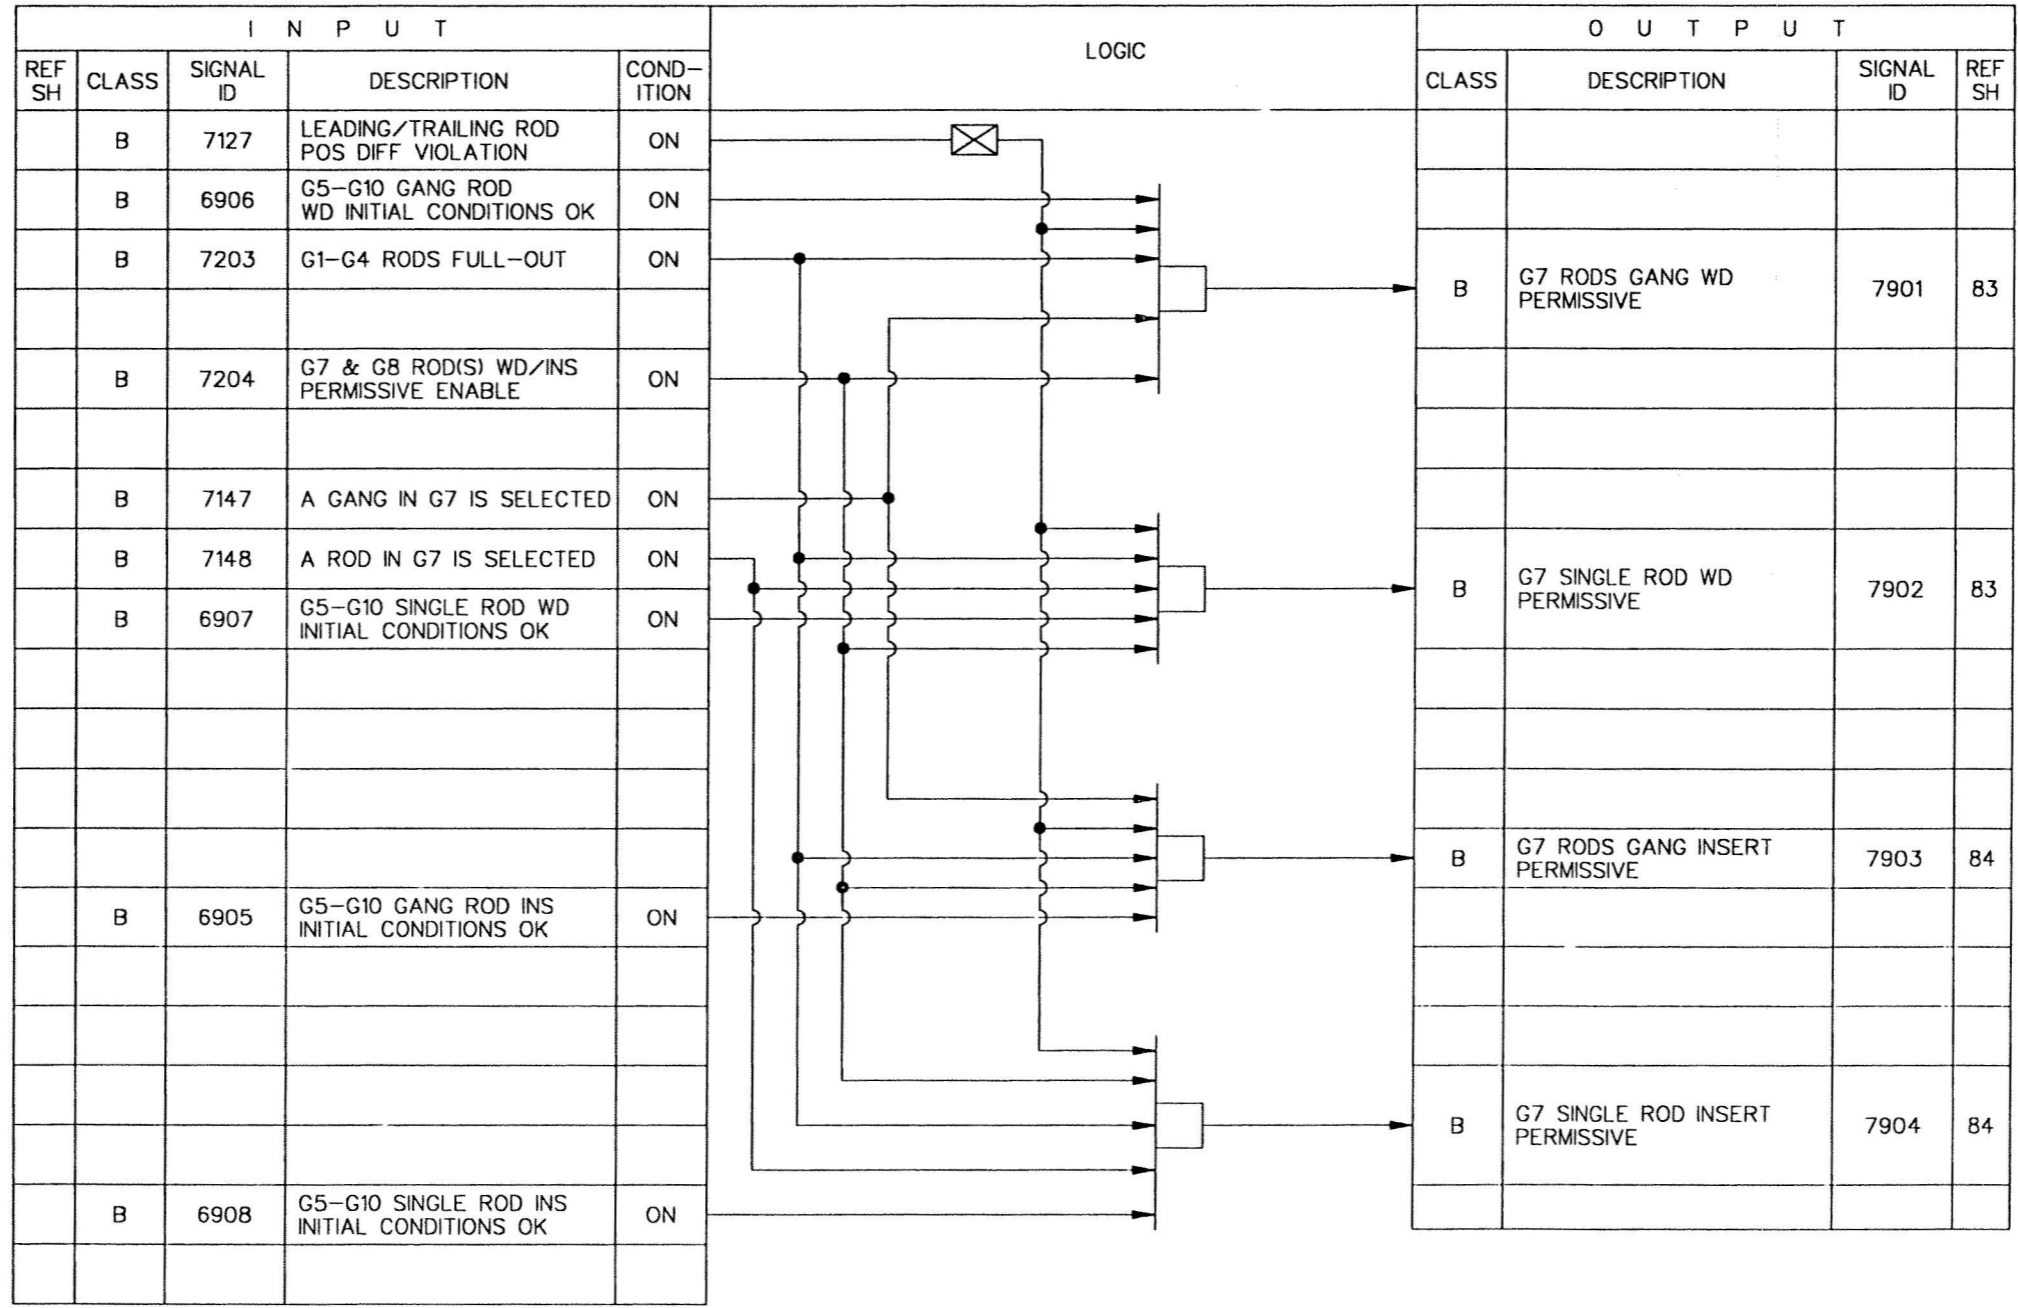 I N P U T
LOGIC
O U T P U T
REF SH
CLASS
SIGNAL ID
DESCRIPTION
COND-ITION
CLASS
DESCRIPTION
SIGNAL ID
REF SH
B 7127 LEADING/TRAILING ROD
POS DIFF VIOLATION ON
B 6906 G5-G10 GANG ROD
WD INITIAL CONDITIONS OK ON
B 7203 G1-G4 RODS FULL-OUT ON
B G7 RODS GANG WD
PERMISSIVE 7901 83
B 7204 G7 & G8 ROD(S) WD/INS
PERMISSIVE ENABLE ON
B 7147 A GANG IN G7 IS SELECTED ON
B 7148 A ROD IN G7 IS SELECTED ON
B G7 SINGLE ROD WD
PERMISSIVE 7902 83
B 6907 G5-G10 SINGLE ROD WD
INITIAL CONDITIONS OK ON
B G7 RODS GANG INSERT
PERMISSIVE 7903 84
B 6905 G5-G10 GANG ROD INS
INITIAL CONDITIONS OK ON
B G7 SINGLE ROD INSERT
PERMISSIVE 7904 84
B 6908 G5-G10 SINGLE ROD INS
INITIAL CONDITIONS OK ON